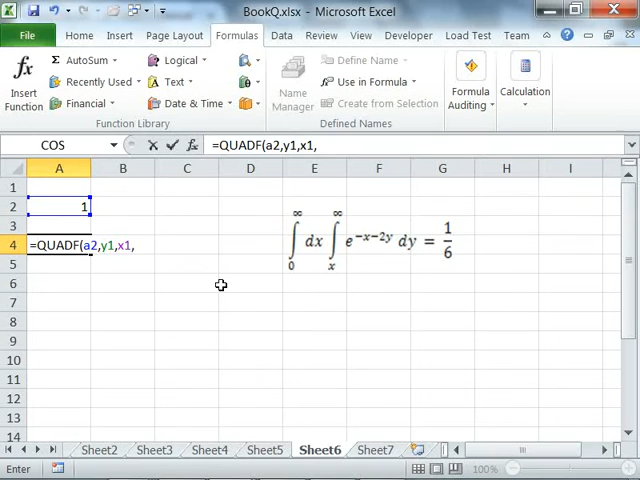 BookQ.xlsx - Microsoft Excel
File Home Insert Page Layout Formulas Data Review View Developer Load Test Team
fx Insert Function
Σ AutoSum
Recently Used
Financial
Logical
A Text
Date & Time
Function Library
Name Manager
Define Name
Use in Formula
Create from Selection
Defined Names
Formula Auditing
Calculation
COS fx =QUADF(a2,y1,x1,
A B C D E F G H I
1
2 1
3
4 =QUADF(a2,y1,x1,
5
6
7
8
9
10
11
12
13
14
∫₀^∞ dx ∫ₓ^∞ e^(−x−2y) dy = 1/6
Sheet2 Sheet3 Sheet4 Sheet5 Sheet6 Sheet7
Enter 100%